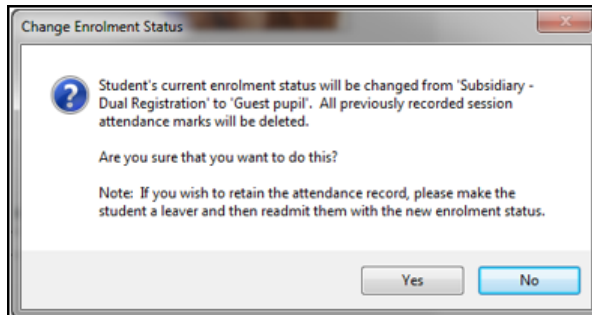 Change Enrolment Status
Student's current enrolment status will be changed from 'Subsidiary -
Dual Registration' to 'Guest pupil'. All previously recorded session
attendance marks will be deleted.
Are you sure that you want to do this?
Note: If you wish to retain the attendance record, please make the
student a leaver and then readmit them with the new enrolment status.
Yes
No